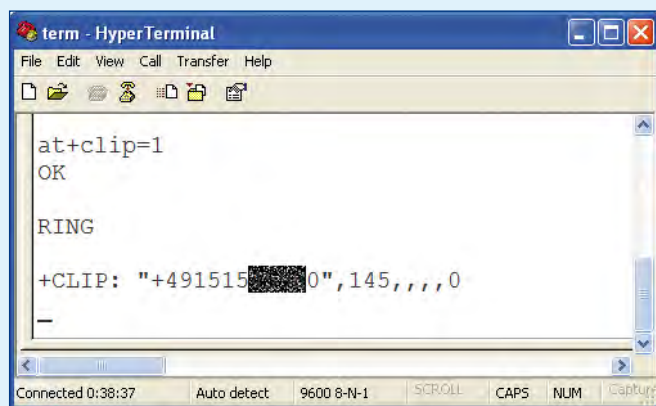 term - HyperTerminal
File Edit View Call Transfer Help
at+clip=1
OK
RING
+CLIP: "+491515 0",145,,,,0
Connected 0:38:37 Auto detect 9600 8-N-1 SCROLL CAPS NUM Capture